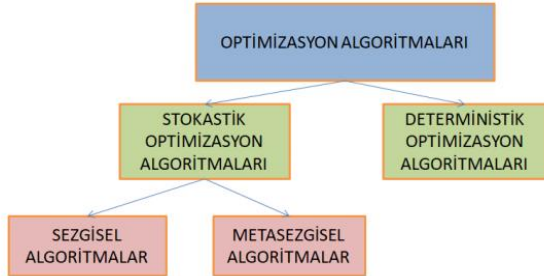 OPTİMİZASYON ALGORİTMALARI
STOKASTİK
OPTİMİZASYON
ALGORİTMALARI
DETERMİNİSTİK
OPTİMİZASYON
ALGORİTMALARI
SEZGİSEL
ALGORİTMALAR
METASEZGİSEL
ALGORİTMALAR